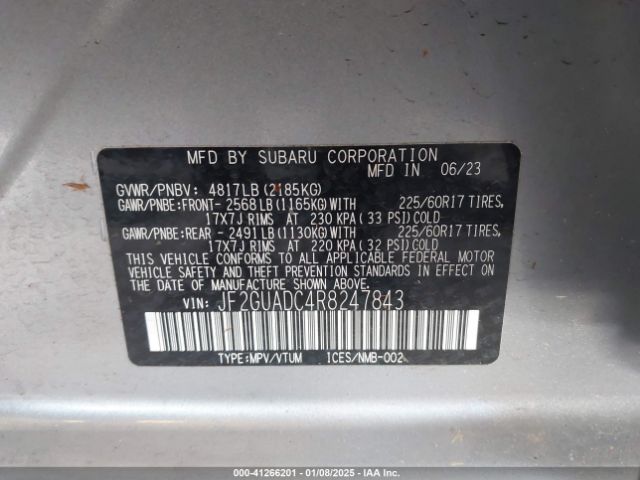 MFD BY SUBARU CORPORATION
MFD IN 06/23
GVWR/PNBV: 4817LB (2185KG)
GAWR/PNBE:FRONT- 2568LB (1165KG)WITH 225/60R17 TIRES,
17X7J RIMS AT 230 KPA (33 PSI)COLD
GAWR/PNBE:REAR - 2491LB (1130KG)WITH 225/60R17 TIRES,
17X7J RIMS AT 220 KPA (32 PSI)COLD
THIS VEHICLE CONFORMS TO ALL APPLICABLE FEDERAL MOTOR
VEHICLE SAFETY AND THEFT PREVENTION STANDARDS IN EFFECT ON
THE DATE OF MANUFACTURE SHOWN ABOVE.
VIN: JF2GUADC4R8247843
TYPE:MPV/VTUM ICES/NMB-002
000-41266201 - 01/08/2025 - IAA Inc.